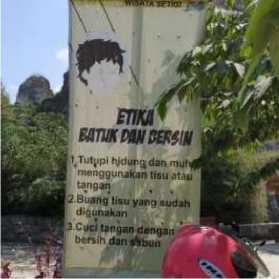 WISATA SETIGI
ETIKA
BATUK DAN BERSIN
1. Tutupi hidung dan mulut
menggunakan tisu atau
tangan
2. Buang tisu yang sudah
digunakan
3. Cuci tangan dengan
bersih dan sabun